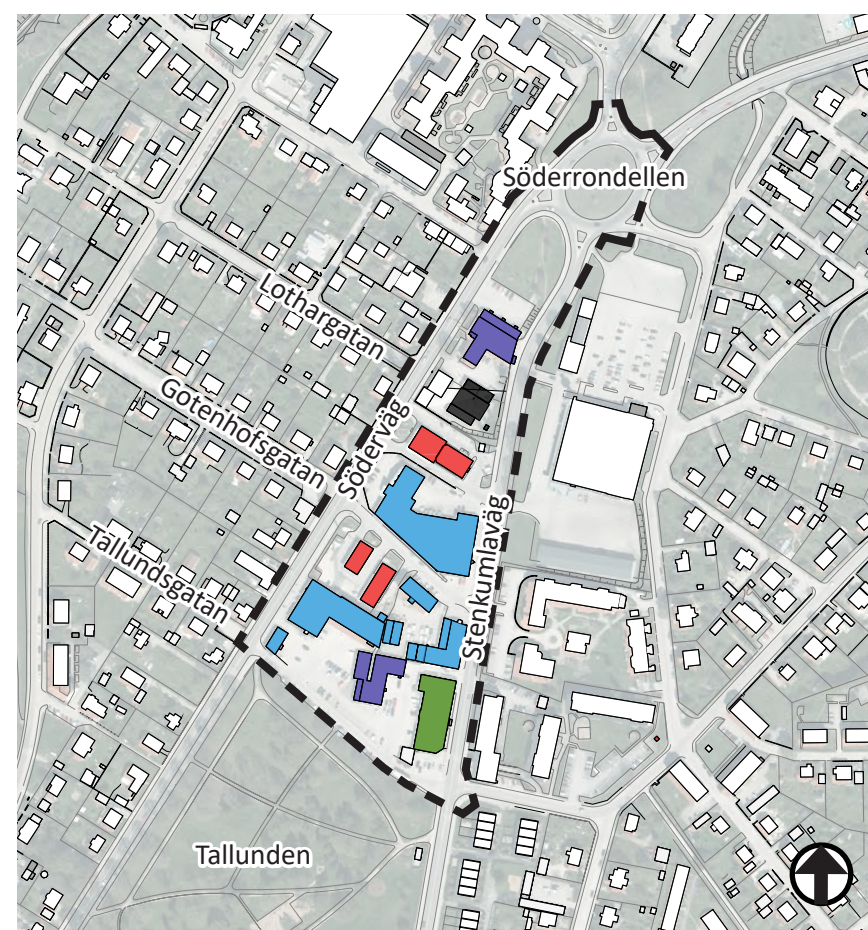 Söderrondellen
Lothargatan
Gotenhofsgatan
Söderväg
Stenkumlaväg
Tallundsgatan
Tallunden